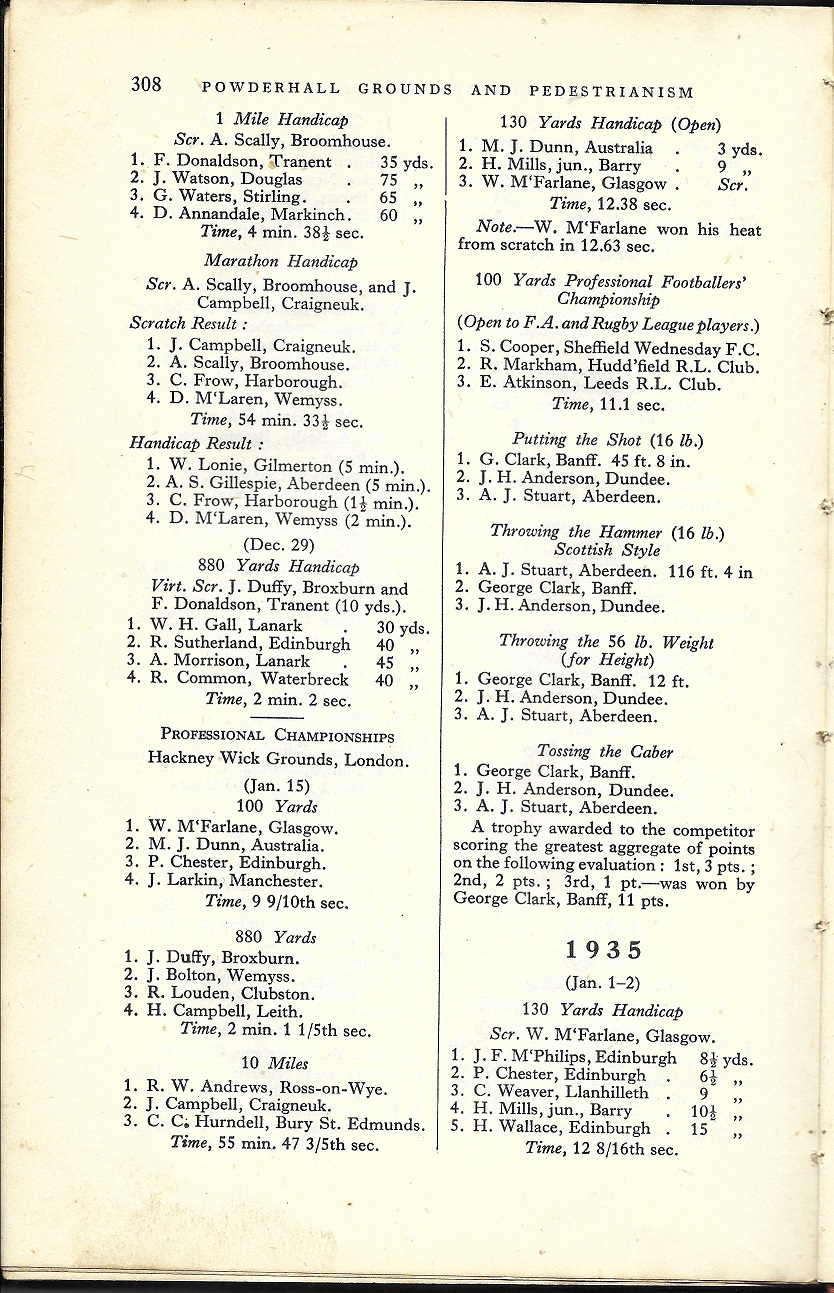 308 POWDERHALL GROUNDS AND PEDESTRIANISM
1 Mile Handicap
Scr. A. Scally, Broomhouse.
1. F. Donaldson, Tranent . 35 yds.
2. J. Watson, Douglas . 75 „
3. G. Waters, Stirling. . 65 „
4. D. Annandale, Markinch. 60 „
Time, 4 min. 38½ sec.
Marathon Handicap
Scr. A. Scally, Broomhouse, and J.
Campbell, Craigneuk.
Scratch Result :
1. J. Campbell, Craigneuk.
2. A. Scally, Broomhouse.
3. C. Frow, Harborough.
4. D. M‘Laren, Wemyss.
Time, 54 min. 33½ sec.
Handicap Result :
1. W. Lonie, Gilmerton (5 min.).
2. A. S. Gillespie, Aberdeen (5 min.).
3. C. Frow, Harborough (1½ min.).
4. D. M‘Laren, Wemyss (2 min.).
(Dec. 29)
880 Yards Handicap
Virt. Scr. J. Duffy, Broxburn and
F. Donaldson, Tranent (10 yds.).
1. W. H. Gall, Lanark . 30 yds.
2. R. Sutherland, Edinburgh 40 „
3. A. Morrison, Lanark . 45 „
4. R. Common, Waterbreck 40 „
Time, 2 min. 2 sec.
PROFESSIONAL CHAMPIONSHIPS
Hackney Wick Grounds, London.
(Jan. 15)
100 Yards
1. W. M‘Farlane, Glasgow.
2. M. J. Dunn, Australia.
3. P. Chester, Edinburgh.
4. J. Larkin, Manchester.
Time, 9 9/10th sec.
880 Yards
1. J. Duffy, Broxburn.
2. J. Bolton, Wemyss.
3. R. Louden, Clubston.
4. H. Campbell, Leith.
Time, 2 min. 1 1/5th sec.
10 Miles
1. R. W. Andrews, Ross-on-Wye.
2. J. Campbell, Craigneuk.
3. C. C. Hurndell, Bury St. Edmunds.
Time, 55 min. 47 3/5th sec.
130 Yards Handicap (Open)
1. M. J. Dunn, Australia . 3 yds.
2. H. Mills, jun., Barry . 9 „
3. W. M‘Farlane, Glasgow . Scr.
Time, 12.38 sec.
Note.—W. M‘Farlane won his heat
from scratch in 12.63 sec.
100 Yards Professional Footballers’
Championship
(Open to F.A. and Rugby League players.)
1. S. Cooper, Sheffield Wednesday F.C.
2. R. Markham, Hudd’field R.L. Club.
3. E. Atkinson, Leeds R.L. Club.
Time, 11.1 sec.
Putting the Shot (16 lb.)
1. G. Clark, Banff. 45 ft. 8 in.
2. J. H. Anderson, Dundee.
3. A. J. Stuart, Aberdeen.
Throwing the Hammer (16 lb.)
Scottish Style
1. A. J. Stuart, Aberdeen. 116 ft. 4 in
2. George Clark, Banff.
3. J. H. Anderson, Dundee.
Throwing the 56 lb. Weight
(for Height)
1. George Clark, Banff. 12 ft.
2. J. H. Anderson, Dundee.
3. A. J. Stuart, Aberdeen.
Tossing the Caber
1. George Clark, Banff.
2. J. H. Anderson, Dundee.
3. A. J. Stuart, Aberdeen.
A trophy awarded to the competitor
scoring the greatest aggregate of points
on the following evaluation : 1st, 3 pts. ;
2nd, 2 pts. ; 3rd, 1 pt.—was won by
George Clark, Banff, 11 pts.
1935
(Jan. 1–2)
130 Yards Handicap
Scr. W. M‘Farlane, Glasgow.
1. J. F. M‘Philips, Edinburgh 8½ yds.
2. P. Chester, Edinburgh . 6½ „
3. C. Weaver, Llanhilleth . 9 „
4. H. Mills, jun., Barry . 10½ „
5. H. Wallace, Edinburgh . 15 „
Time, 12 8/16th sec.